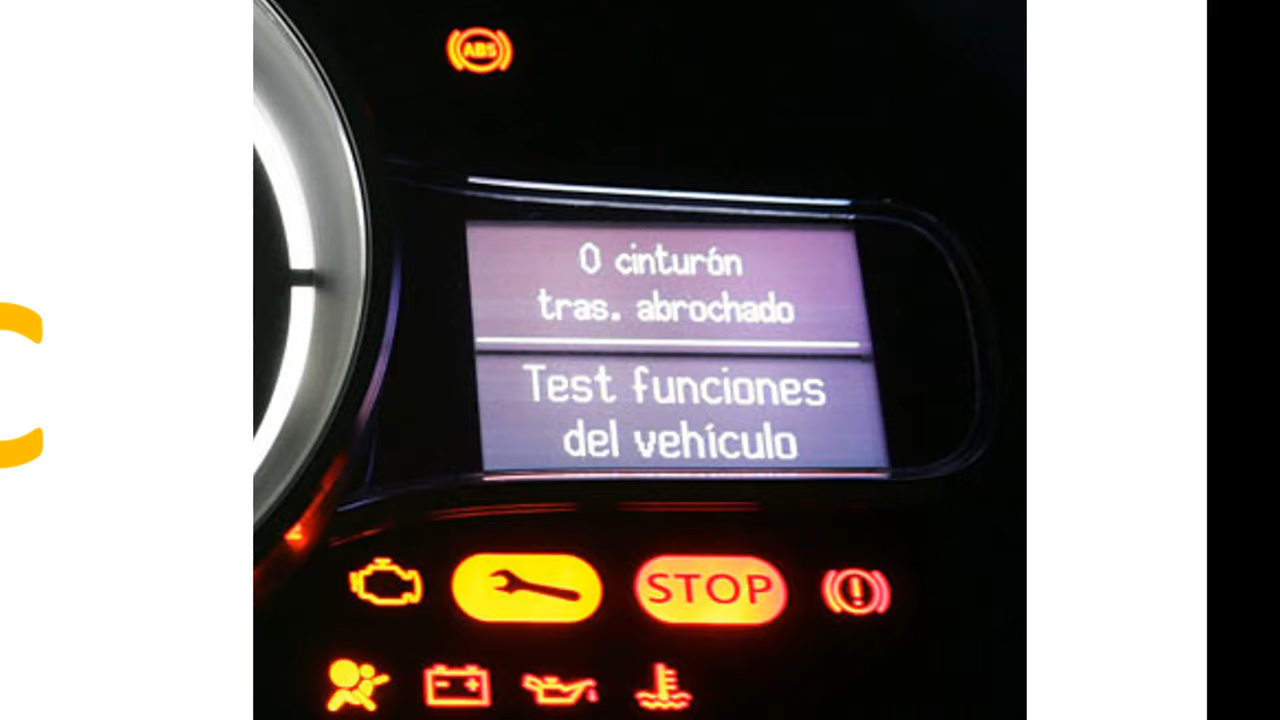 ABS
0 cinturón
tras. abrochado
Test funciones
del vehículo
STOP